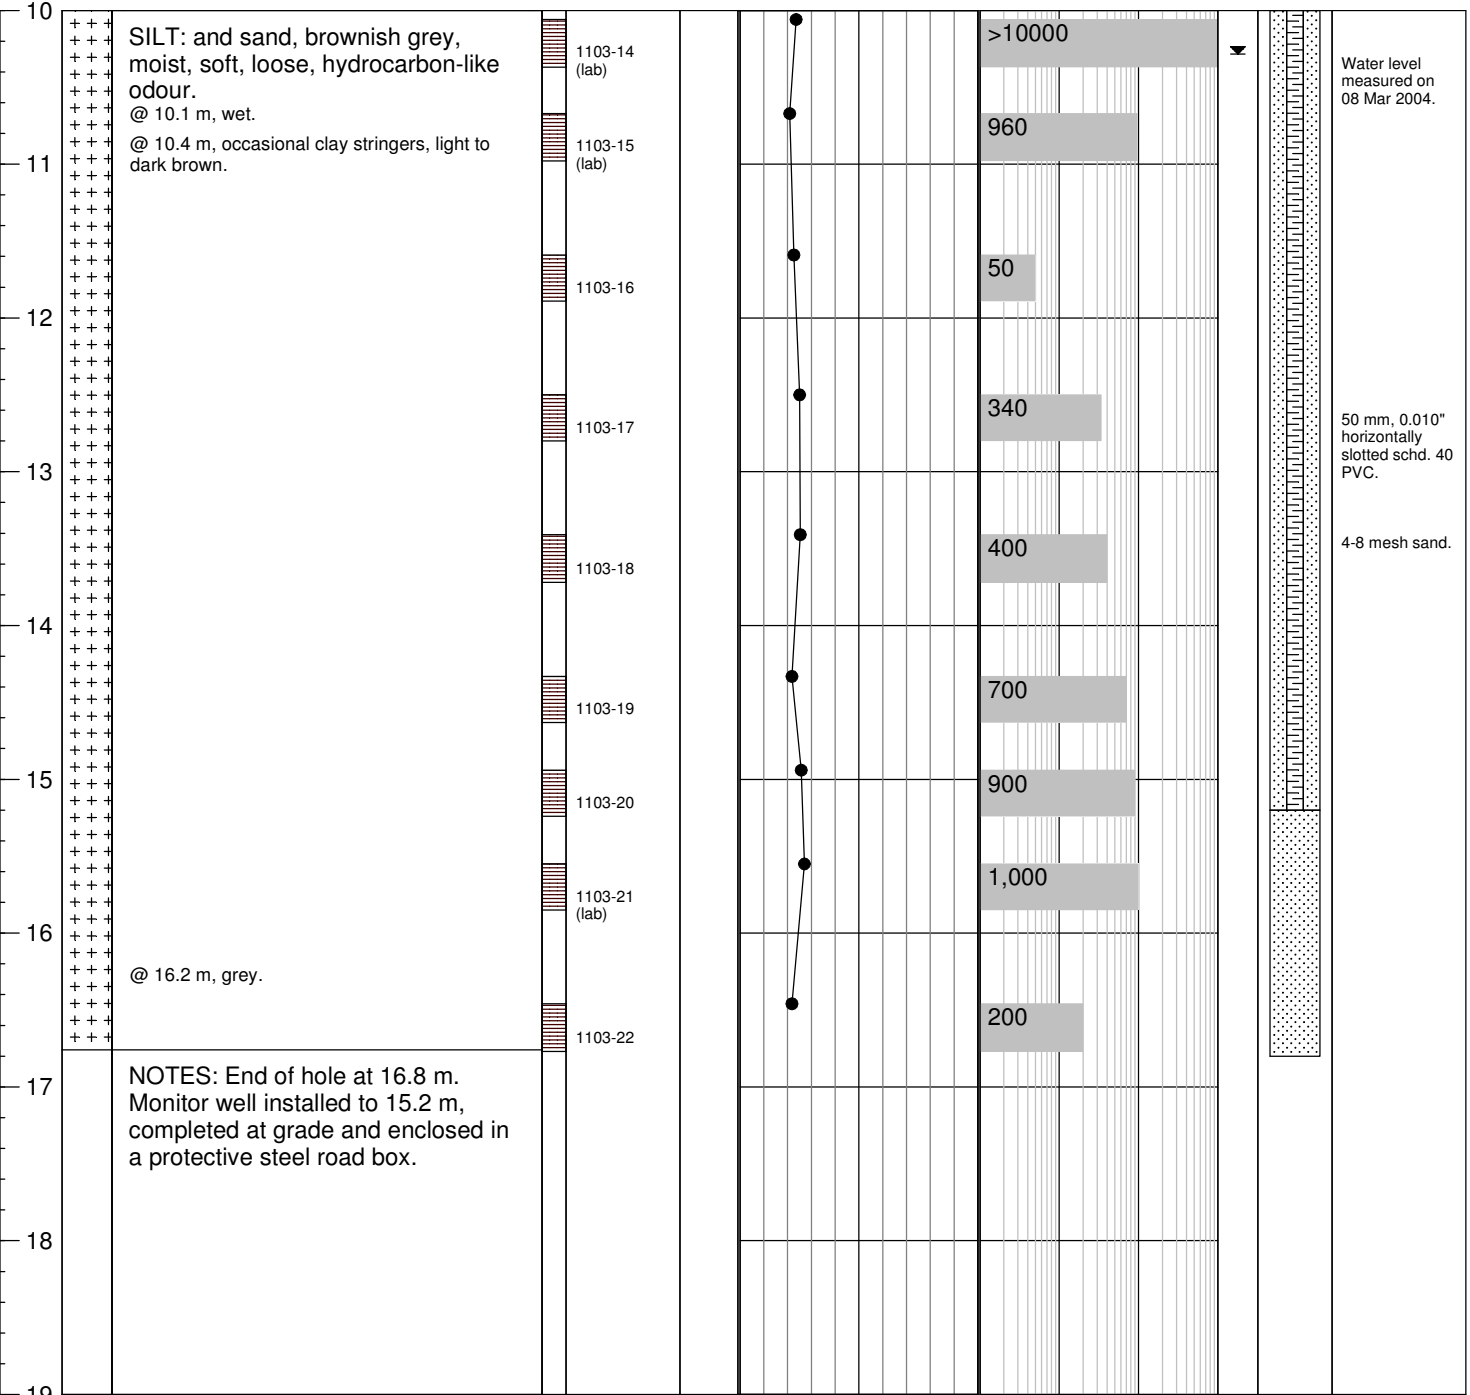 10
SILT: and sand, brownish grey,
moist, soft, loose, hydrocarbon-like
odour.
@ 10.1 m, wet.
@ 10.4 m, occasional clay stringers, light to
dark brown.
1103-14
(lab)
>10000
Water level
measured on
08 Mar 2004.
1103-15
(lab)
960
11
1103-16
50
12
1103-17
340
50 mm, 0.010"
horizontally
slotted schd. 40
PVC.
13
1103-18
400
4-8 mesh sand.
14
1103-19
700
15
1103-20
900
1103-21
(lab)
1,000
16
@ 16.2 m, grey.
1103-22
200
NOTES: End of hole at 16.8 m.
Monitor well installed to 15.2 m,
completed at grade and enclosed in
a protective steel road box.
17
18
19